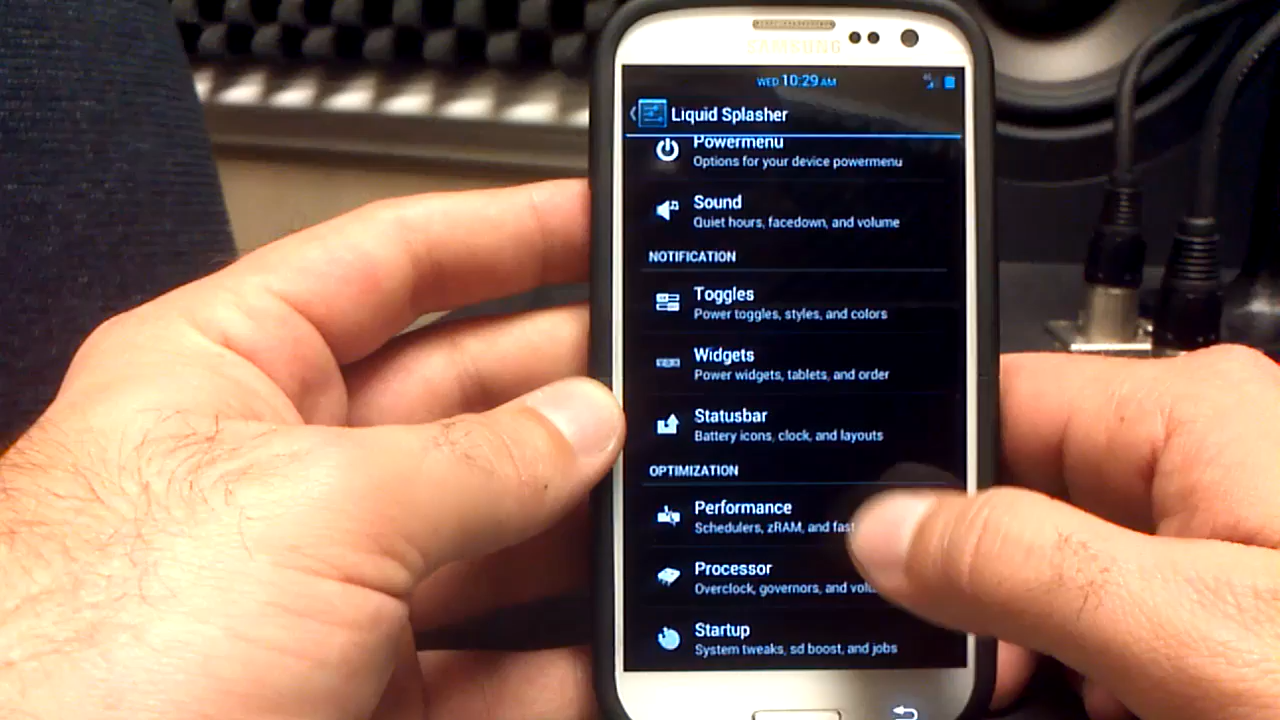 SAMSUNG
WED 10:29 AM
Liquid Splasher
Powermenu
Options for your device powermenu
Sound
Quiet hours, facedown, and volume
NOTIFICATION
Toggles
Power toggles, styles, and colors
Widgets
Power widgets, tablets, and order
Statusbar
Battery icons, clock, and layouts
OPTIMIZATION
Performance
Schedulers, zRAM, and fast
Processor
Overclock, governors, and
Startup
System tweaks, sd boost, and jobs